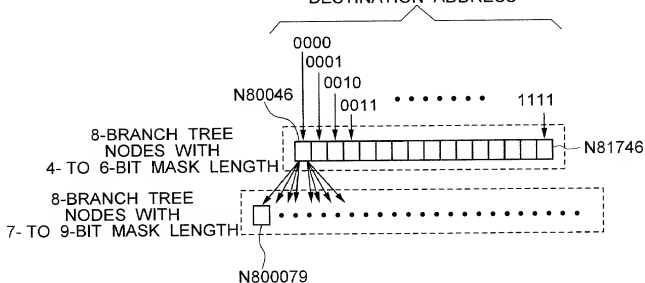 DESTINATION ADDRESS
0000
0001
0010
0011
1111
N80046
8-BRANCH TREE
NODES WITH
4- TO 6-BIT MASK LENGTH
N81746
8-BRANCH TREE
NODES WITH
7- TO 9-BIT MASK LENGTH
N800079